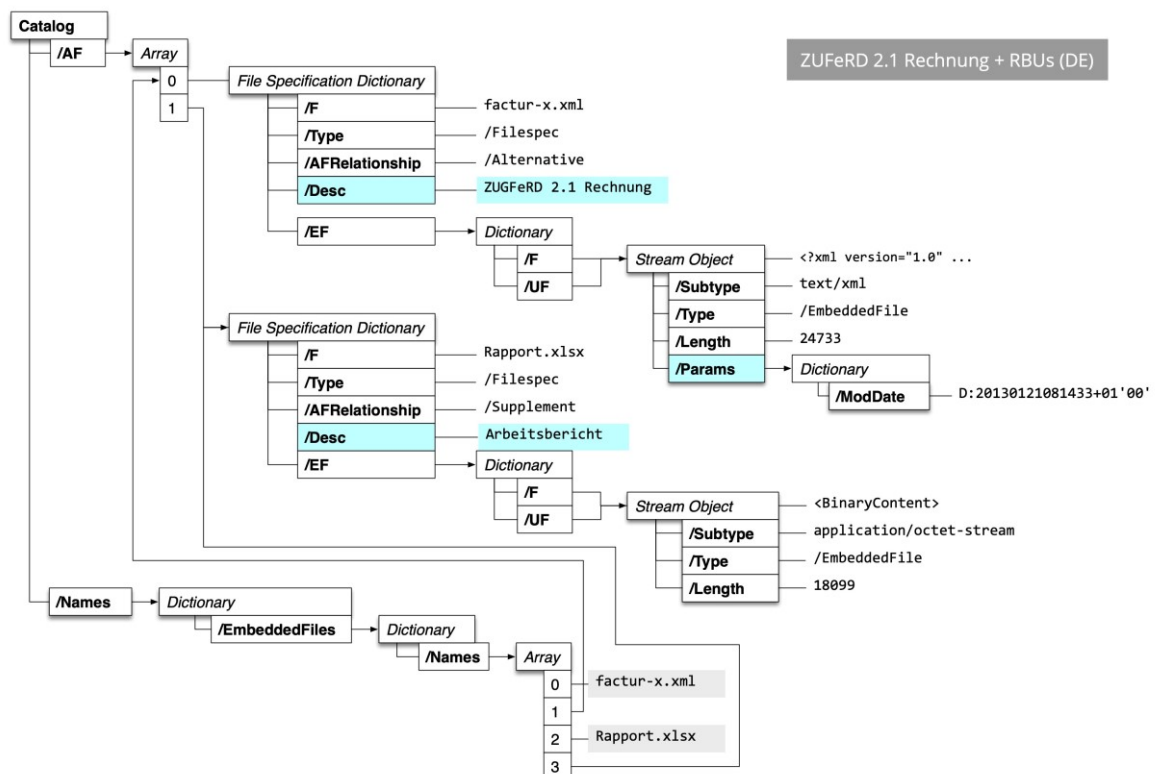 Catalog
/AF
Array
ZUFeRD 2.1 Rechnung + RBUs (DE)
0
File Specification Dictionary
1
/F
factur-x.xml
/Type
/Filespec
/AFRelationship
/Alternative
/Desc
ZUGFeRD 2.1 Rechnung
/EF
Dictionary
/F
/UF
Stream Object
<?xml version="1.0" ...
/Subtype
text/xml
/Type
/EmbeddedFile
/Length
24733
/Params
Dictionary
/ModDate
D:20130121081433+01'00'
File Specification Dictionary
/F
Rapport.xlsx
/Type
/Filespec
/AFRelationship
/Supplement
/Desc
Arbeitsbericht
/EF
Dictionary
/F
/UF
Stream Object
<BinaryContent>
/Subtype
application/octet-stream
/Type
/EmbeddedFile
/Length
18099
/Names
Dictionary
/EmbeddedFiles
Dictionary
/Names
Array
0
factur-x.xml
1
2
Rapport.xlsx
3